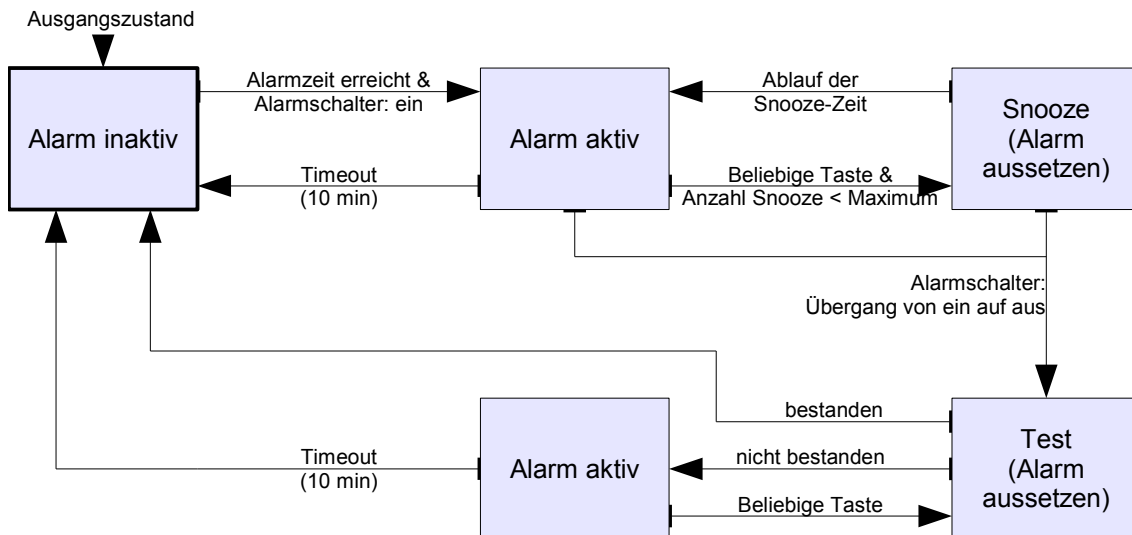 Ausgangszustand
Alarm inaktiv
Alarmzeit erreicht &
Alarmschalter: ein
Timeout
(10 min)
Alarm aktiv
Ablauf der
Snooze-Zeit
Beliebige Taste &
Anzahl Snooze < Maximum
Snooze
(Alarm
aussetzen)
Alarmschalter:
Übergang von ein auf aus
Timeout
(10 min)
Alarm aktiv
bestanden
nicht bestanden
Beliebige Taste
Test
(Alarm
aussetzen)